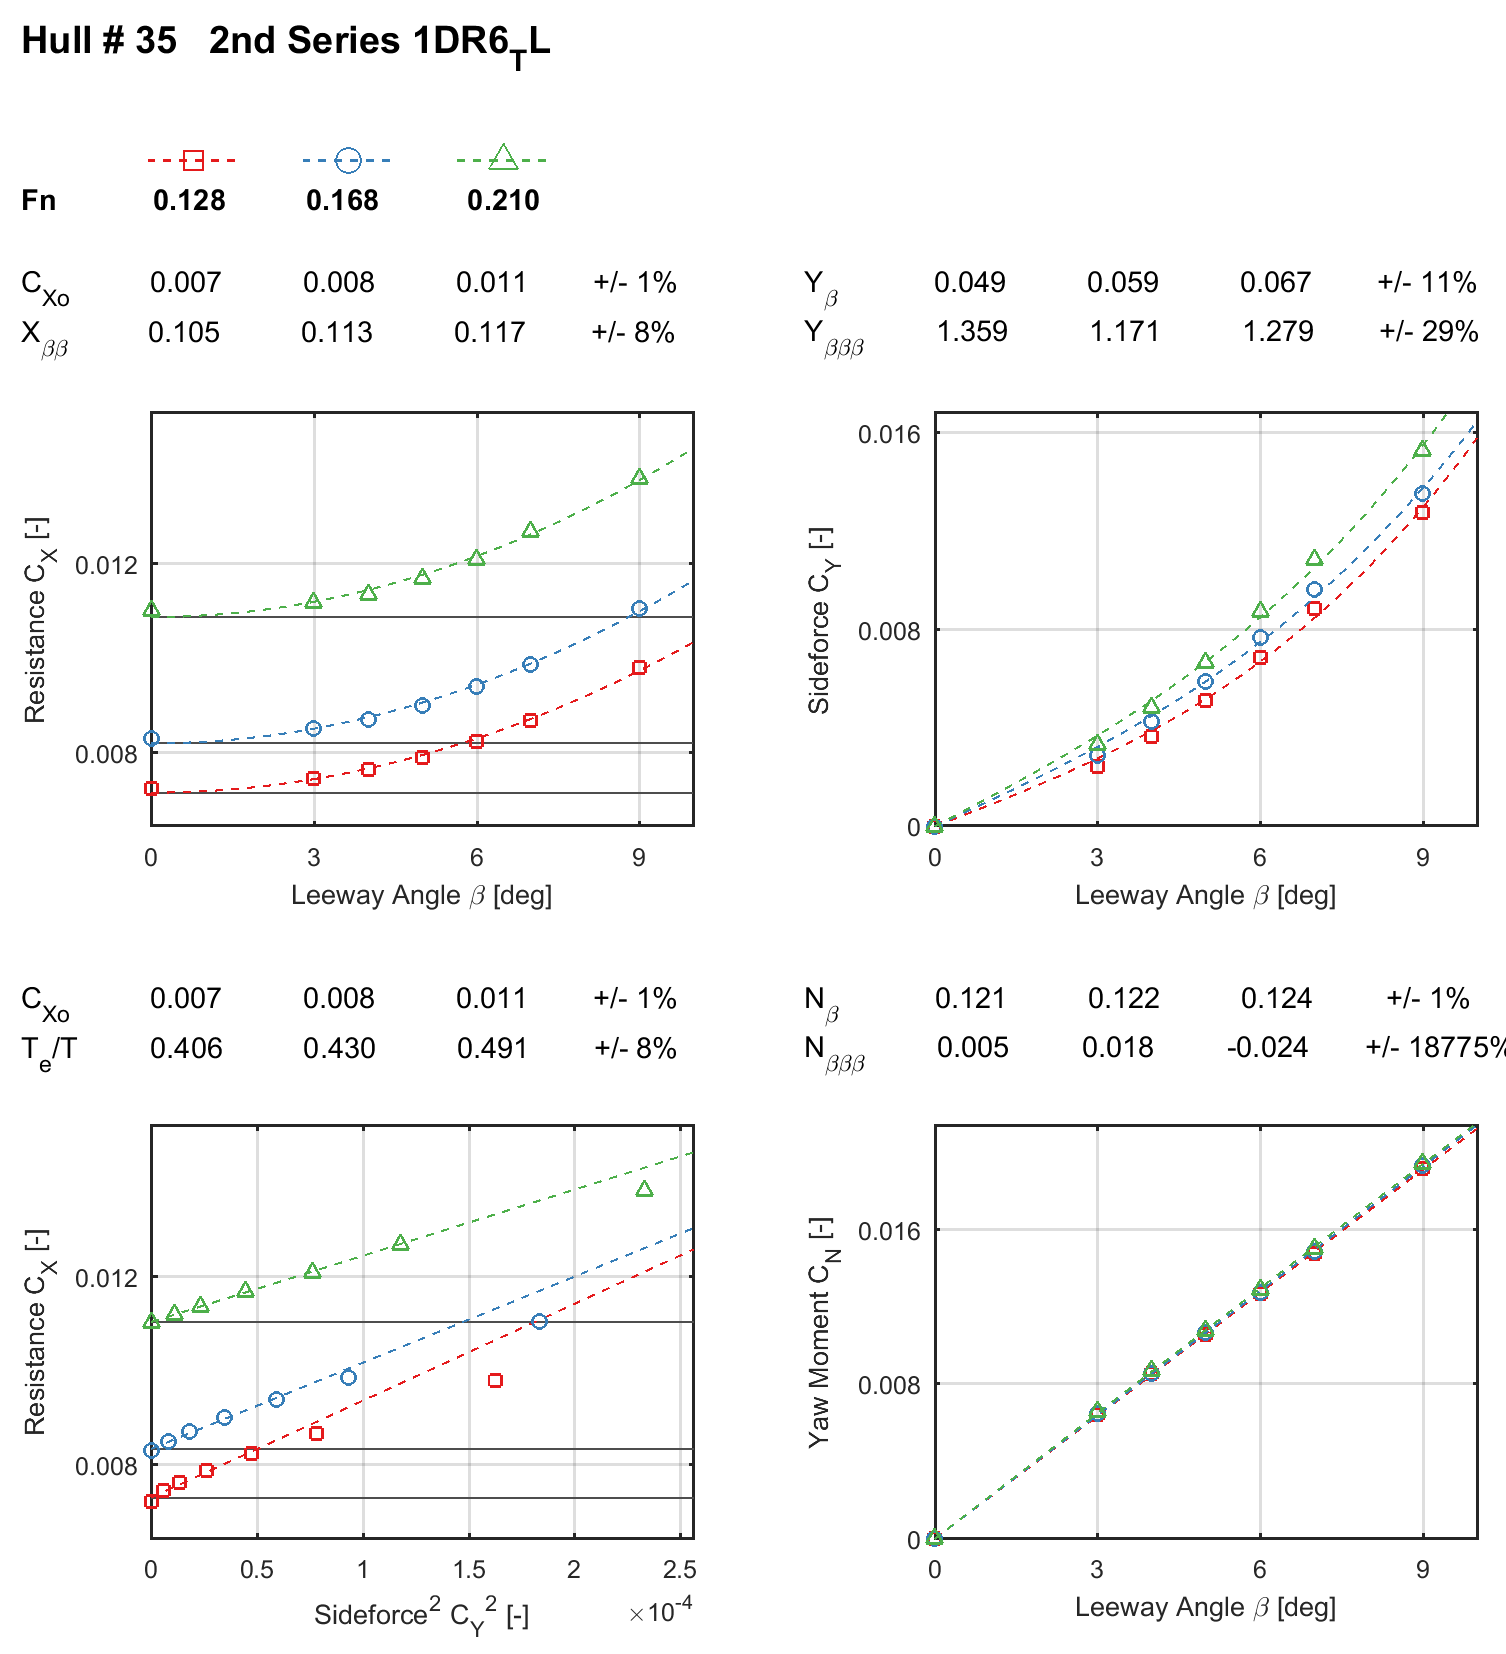 Hull # 35 2nd Series 1DR6TL
Fn 0.128 0.168 0.210
CXo 0.007 0.008 0.011 +/- 1%
Xββ 0.105 0.113 0.117 +/- 8%
Yβ 0.049 0.059 0.067 +/- 11%
Yβββ 1.359 1.171 1.279 +/- 29%
Resistance CX [-]
0.012
0.008
0 3 6 9
Leeway Angle β [deg]
Sideforce CY [-]
0.016
0.008
0
0 3 6 9
Leeway Angle β [deg]
CXo 0.007 0.008 0.011 +/- 1%
Te/T 0.406 0.430 0.491 +/- 8%
Nβ 0.121 0.122 0.124 +/- 1%
Nβββ 0.005 0.018 -0.024 +/- 18775%
Resistance CX [-]
0.012
0.008
0 0.5 1 1.5 2 2.5
×10-4
Sideforce2 CY2 [-]
Yaw Moment CN [-]
0.016
0.008
0
0 3 6 9
Leeway Angle β [deg]